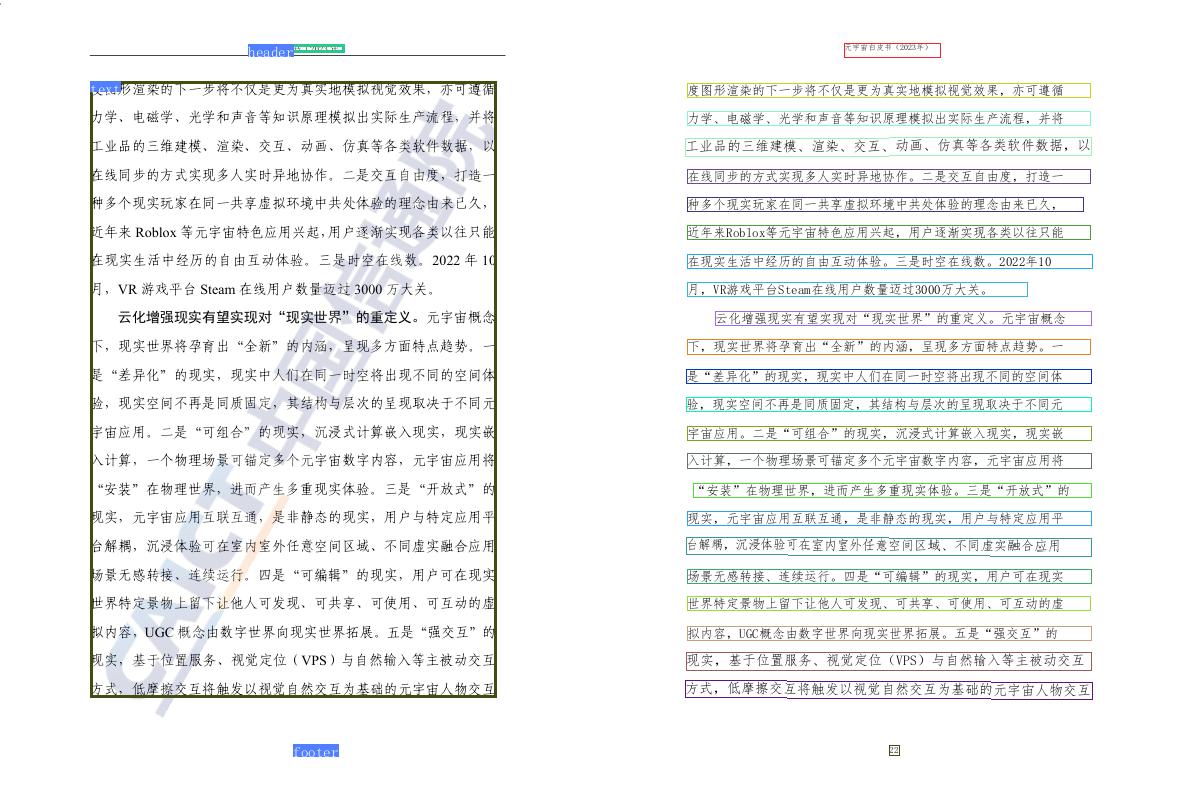 header
text
度图形渲染的下一步将不仅是更为真实地模拟视觉效果，亦可遵循
力学、电磁学、光学和声音等知识原理模拟出实际生产流程，并将
工业品的三维建模、渲染、交互、动画、仿真等各类软件数据，以
在线同步的方式实现多人实时异地协作。二是交互自由度，打造一
种多个现实玩家在同一共享虚拟环境中共处体验的理念由来已久，
近年来 Roblox 等元宇宙特色应用兴起，用户逐渐实现各类以往只能
在现实生活中经历的自由互动体验。三是时空在线数。2022 年 10
月，VR 游戏平台 Steam 在线用户数量迈过 3000 万大关。
云化增强现实有望实现对“现实世界”的重定义。元宇宙概念
下，现实世界将孕育出“全新”的内涵，呈现多方面特点趋势。一
是“差异化”的现实，现实中人们在同一时空将出现不同的空间体
验，现实空间不再是同质固定，其结构与层次的呈现取决于不同元
宇宙应用。二是“可组合”的现实，沉浸式计算嵌入现实，现实嵌
入计算，一个物理场景可锚定多个元宇宙数字内容，元宇宙应用将
“安装”在物理世界，进而产生多重现实体验。三是“开放式”的
现实，元宇宙应用互联互通，是非静态的现实，用户与特定应用平
台解耦，沉浸体验可在室内室外任意空间区域、不同虚实融合应用
场景无感转接、连续运行。四是“可编辑”的现实，用户可在现实
世界特定景物上留下让他人可发现、可共享、可使用、可互动的虚
拟内容，UGC 概念由数字世界向现实世界拓展。五是“强交互”的
现实，基于位置服务、视觉定位（VPS）与自然输入等主被动交互
方式，低摩擦交互将触发以视觉自然交互为基础的元宇宙人物交互
CAICT 中国信通院
footer
元宇宙白皮书（2023年）
度图形渲染的下一步将不仅是更为真实地模拟视觉效果，亦可遵循
力学、电磁学、光学和声音等知识原理模拟出实际生产流程，并将
工业品的三维建模、渲染、交互、动画、仿真等各类软件数据，以
在线同步的方式实现多人实时异地协作。二是交互自由度，打造一
种多个现实玩家在同一共享虚拟环境中共处体验的理念由来已久，
近年来Roblox等元宇宙特色应用兴起，用户逐渐实现各类以往只能
在现实生活中经历的自由互动体验。三是时空在线数。2022年10
月，VR游戏平台Steam在线用户数量迈过3000万大关。
云化增强现实有望实现对“现实世界”的重定义。元宇宙概念
下，现实世界将孕育出“全新”的内涵，呈现多方面特点趋势。一
是“差异化”的现实，现实中人们在同一时空将出现不同的空间体
验，现实空间不再是同质固定，其结构与层次的呈现取决于不同元
宇宙应用。二是“可组合”的现实，沉浸式计算嵌入现实，现实嵌
入计算，一个物理场景可锚定多个元宇宙数字内容，元宇宙应用将
“安装”在物理世界，进而产生多重现实体验。三是“开放式”的
现实，元宇宙应用互联互通，是非静态的现实，用户与特定应用平
台解耦，沉浸体验可在室内室外任意空间区域、不同虚实融合应用
场景无感转接、连续运行。四是“可编辑”的现实，用户可在现实
世界特定景物上留下让他人可发现、可共享、可使用、可互动的虚
拟内容，UGC概念由数字世界向现实世界拓展。五是“强交互”的
现实，基于位置服务、视觉定位（VPS）与自然输入等主被动交互
方式，低摩擦交互将触发以视觉自然交互为基础的元宇宙人物交互
22